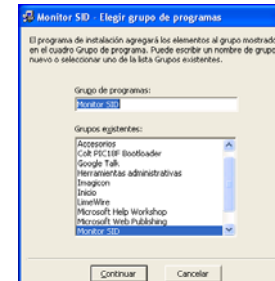 Monitor SID - Elegir grupo de programas
El programa de instalación agregará los elementos al grupo mostrado
en el cuadro Grupo de programa. Puede escribir un nombre de grupo
nuevo o seleccionar uno de la lista Grupos existentes.
Grupo de programas:
Monitor SID
Grupos existentes:
Accesorios
Colt PIC18F Bootloader
Google Talk
Herramientas administrativas
Imagicon
Inicio
LimeWire
Microsoft Help Workshop
Microsoft Web Publishing
Monitor SID
Continuar
Cancelar